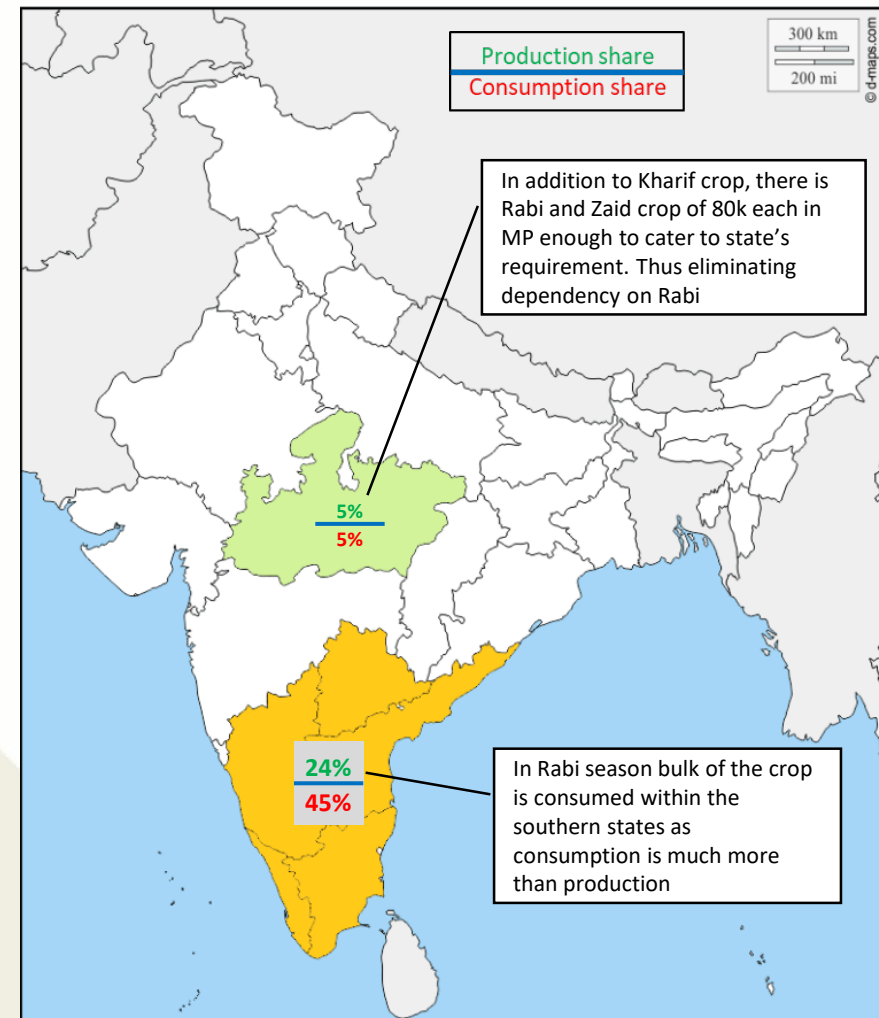 Production share
Consumption share
300 km
200 mi
© d-maps.com
In addition to Kharif crop, there is
Rabi and Zaid crop of 80k each in
MP enough to cater to state's
requirement. Thus eliminating
dependency on Rabi
5%
5%
24%
45%
In Rabi season bulk of the crop
is consumed within the
southern states as
consumption is much more
than production